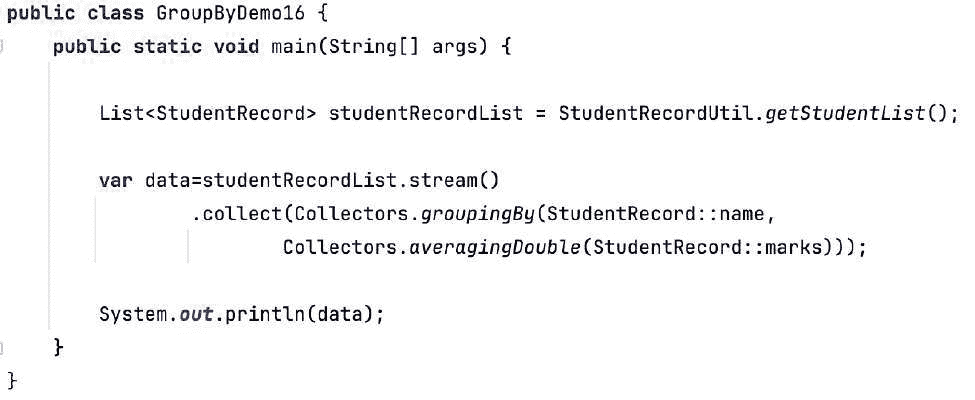 public class GroupByDemo16 {
    public static void main(String[] args) {
        List<StudentRecord> studentRecordList = StudentRecordUtil.getStudentList();
        var data=studentRecordList.stream()
                .collect(Collectors.groupingBy(StudentRecord::name,
                        Collectors.averagingDouble(StudentRecord::marks)));
        System.out.println(data);
    }
}